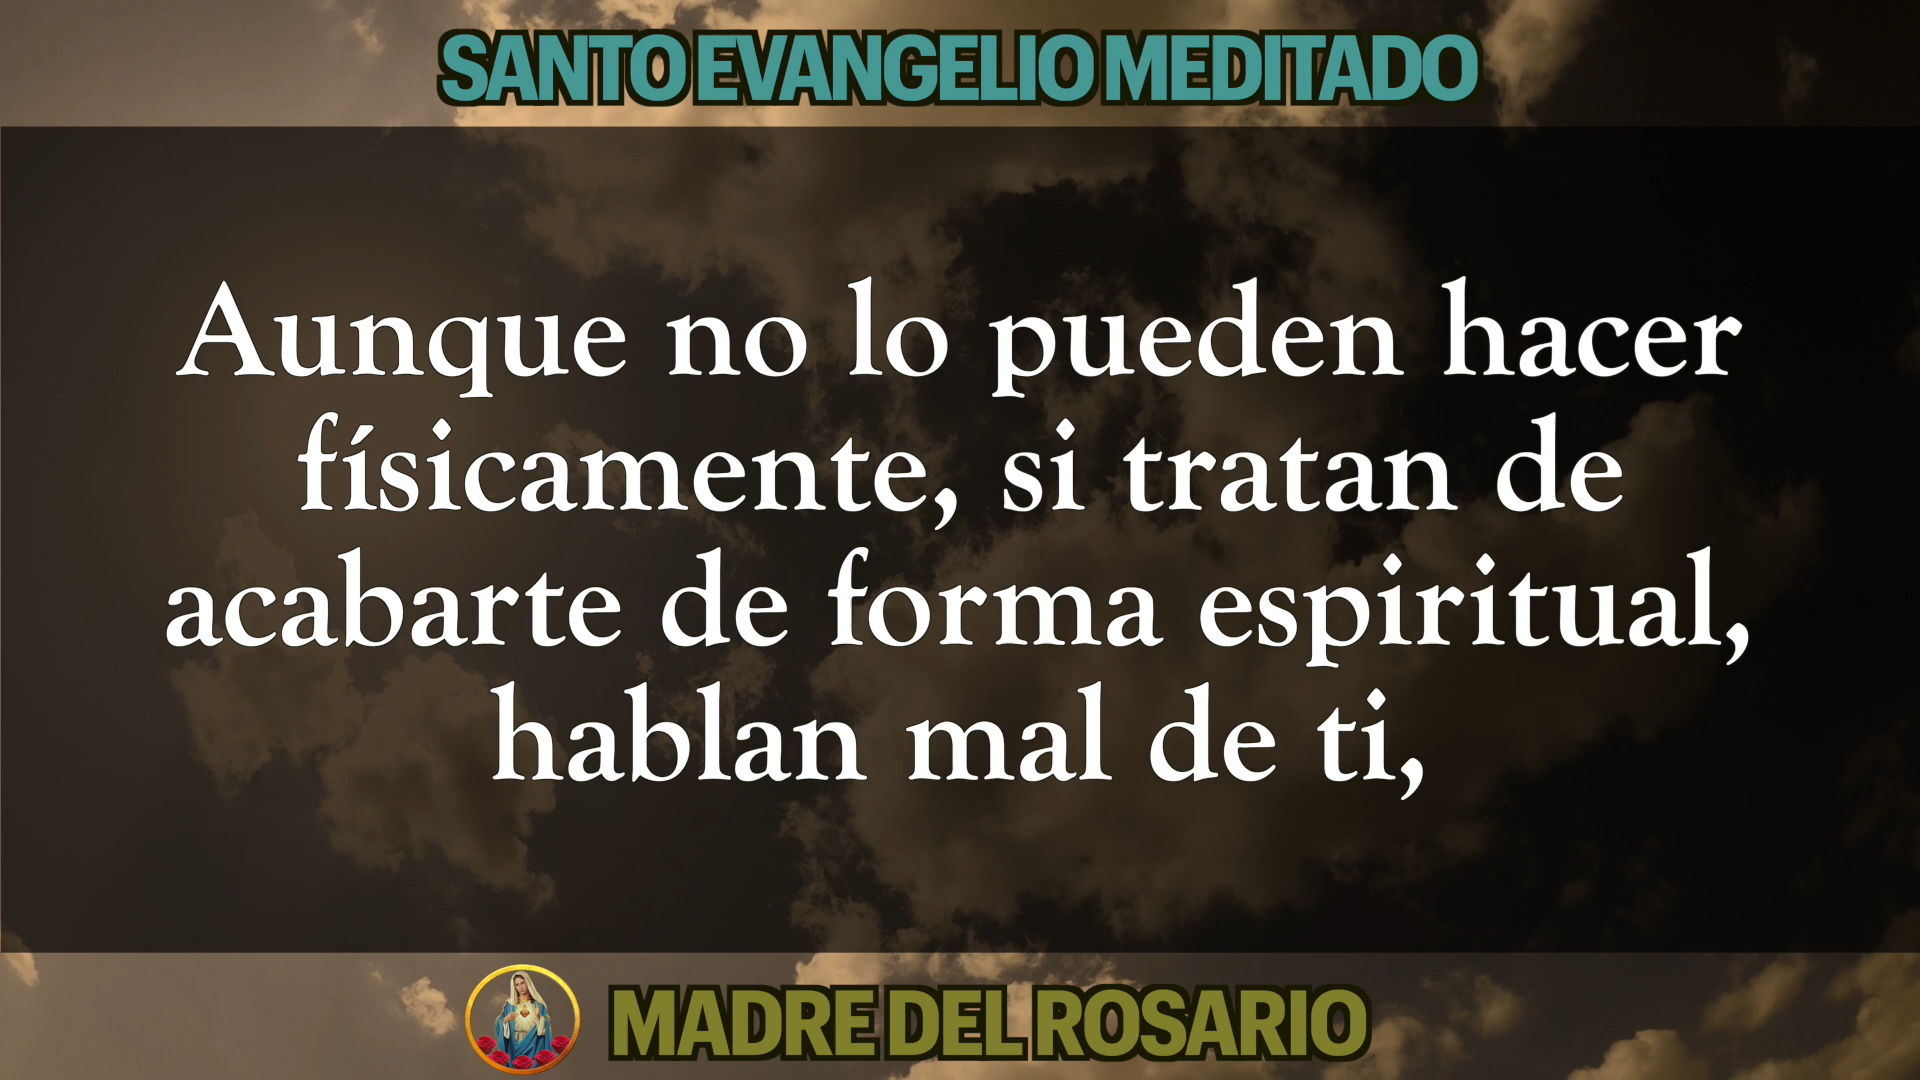 SANTO EVANGELIO MEDITADO
Aunque no lo pueden hacer
físicamente, si tratan de
acabarte de forma espiritual,
hablan mal de ti,
MADRE DEL ROSARIO